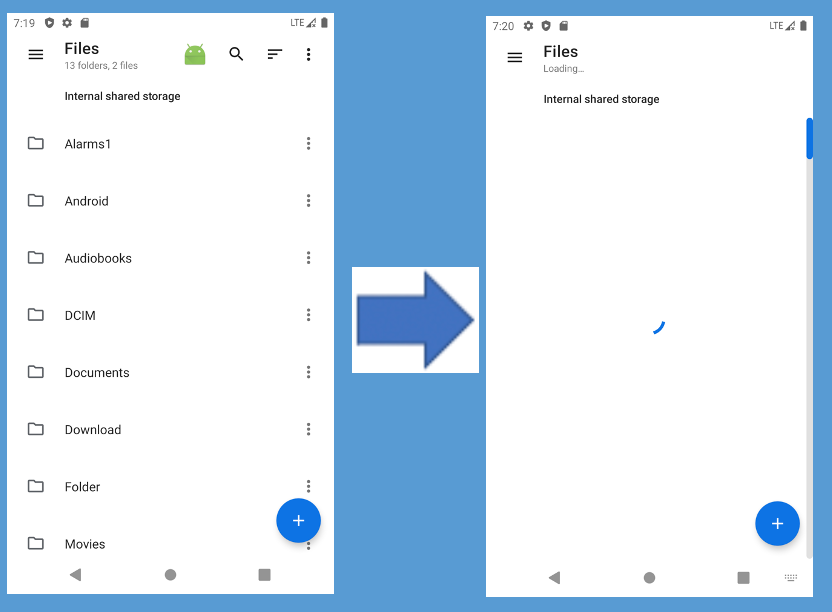 7:19
LTE
Files
13 folders, 2 files
Internal shared storage
Alarms1
Android
Audiobooks
DCIM
Documents
Download
Folder
Movies
7:20
LTE
Files
Loading...
Internal shared storage